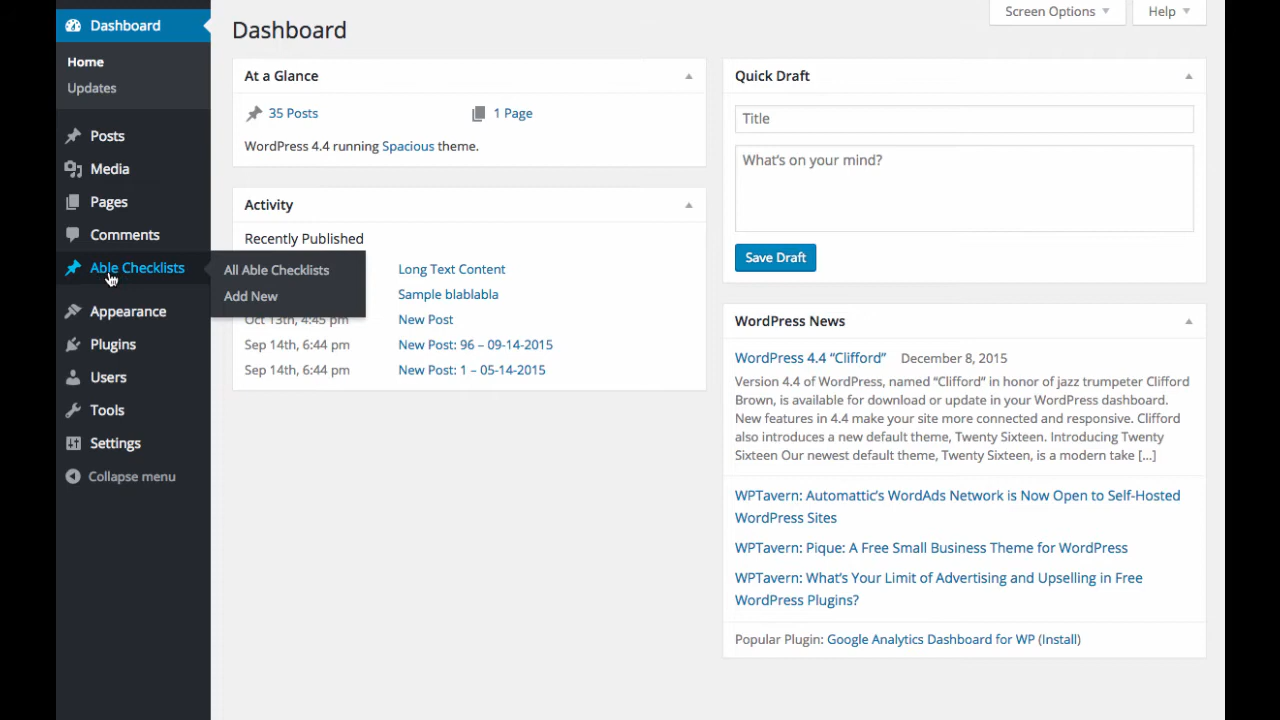 Dashboard
Home
Updates
Posts
Media
Pages
Comments
Able Checklists
All Able Checklists
Add New
Appearance
Plugins
Users
Tools
Settings
Collapse menu
Screen Options
Help
Dashboard
At a Glance
35 Posts
1 Page
WordPress 4.4 running Spacious theme.
Activity
Recently Published
Long Text Content
Sample blablabla
Oct 13th, 4:45 pm New Post
Sep 14th, 6:44 pm New Post: 96 – 09-14-2015
Sep 14th, 6:44 pm New Post: 1 – 05-14-2015
Quick Draft
Title
What's on your mind?
Save Draft
WordPress News
WordPress 4.4 “Clifford” December 8, 2015
Version 4.4 of WordPress, named “Clifford” in honor of jazz trumpeter Clifford
Brown, is available for download or update in your WordPress dashboard.
New features in 4.4 make your site more connected and responsive. Clifford
also introduces a new default theme, Twenty Sixteen. Introducing Twenty
Sixteen Our newest default theme, Twenty Sixteen, is a modern take [...]
WPTavern: Automattic's WordAds Network is Now Open to Self-Hosted
WordPress Sites
WPTavern: Pique: A Free Small Business Theme for WordPress
WPTavern: What's Your Limit of Advertising and Upselling in Free
WordPress Plugins?
Popular Plugin: Google Analytics Dashboard for WP (Install)